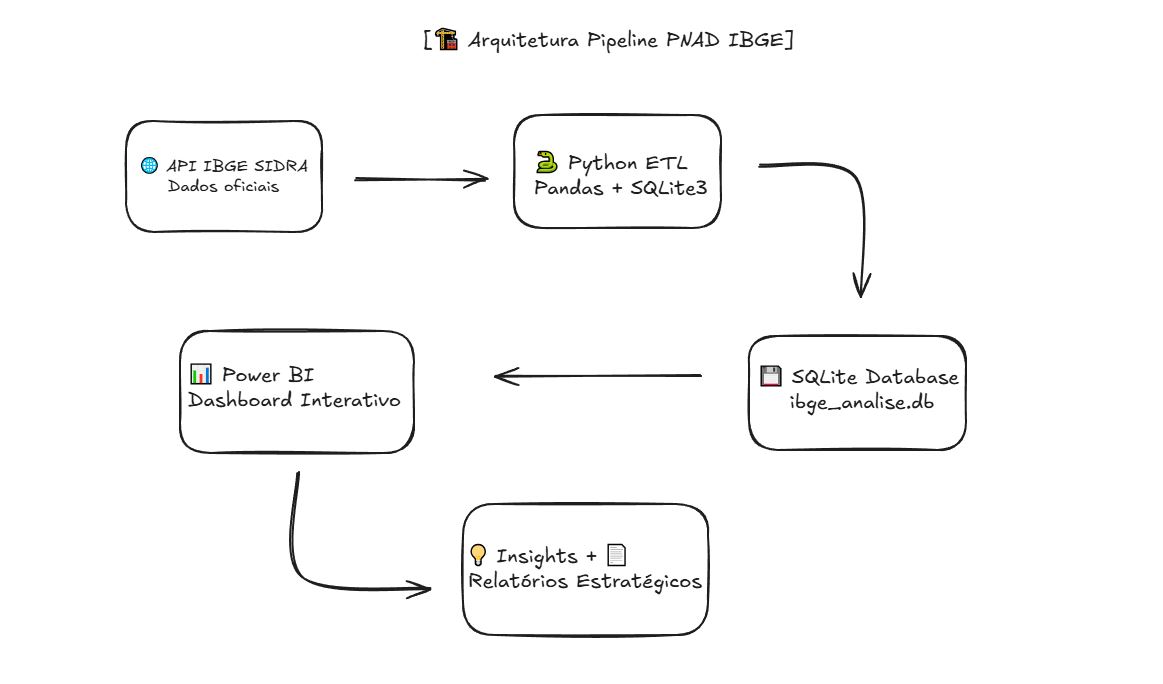 [🏗️ Arquitetura Pipeline PNAD IBGE]
🌐 API IBGE SIDRA
Dados oficiais
🐍 Python ETL
Pandas + SQLite3
📊 Power BI
Dashboard Interativo
💾 SQLite Database
ibge_analise.db
💡 Insights + 📄
Relatórios Estratégicos